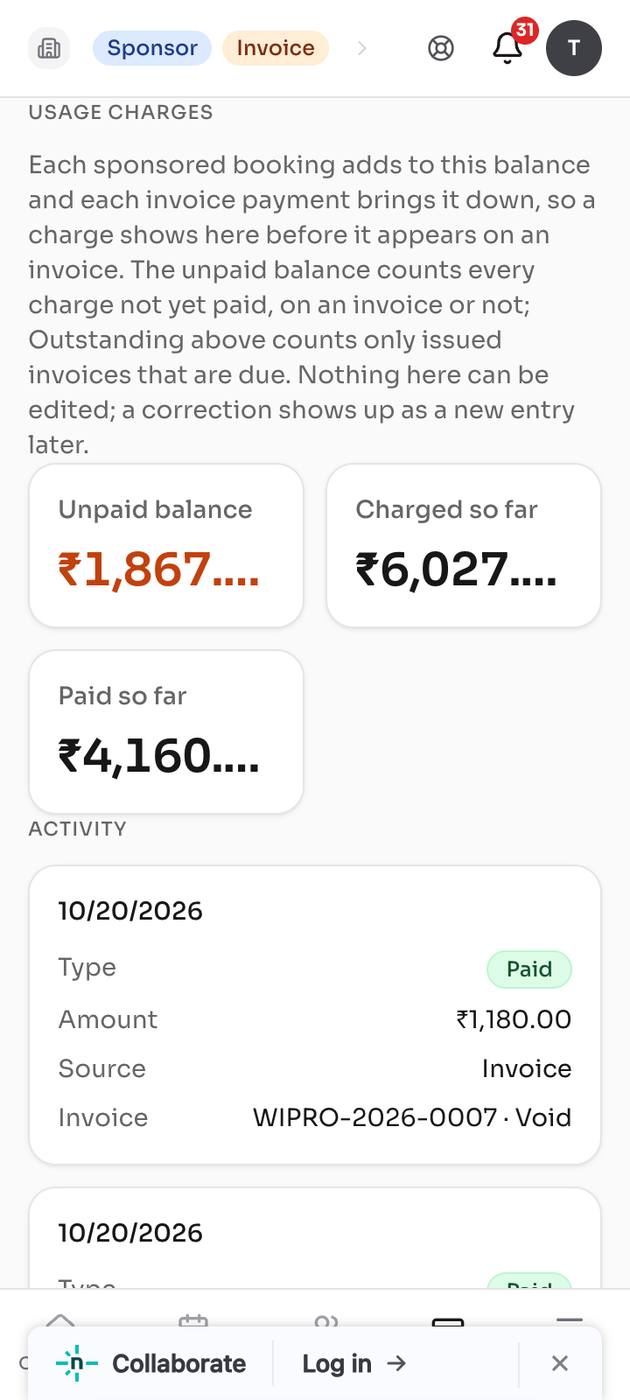 Sponsor Invoice 31 T
USAGE CHARGES
Each sponsored booking adds to this balance
and each invoice payment brings it down, so a
charge shows here before it appears on an
invoice. The unpaid balance counts every
charge not yet paid, on an invoice or not;
Outstanding above counts only issued
invoices that are due. Nothing here can be
edited; a correction shows up as a new entry
later.
Unpaid balance
₹1,867....
Charged so far
₹6,027....
Paid so far
₹4,160....
ACTIVITY
10/20/2026
Type Paid
Amount ₹1,180.00
Source Invoice
Invoice WIPRO-2026-0007 · Void
10/20/2026
Type Paid
Collaborate Log in →